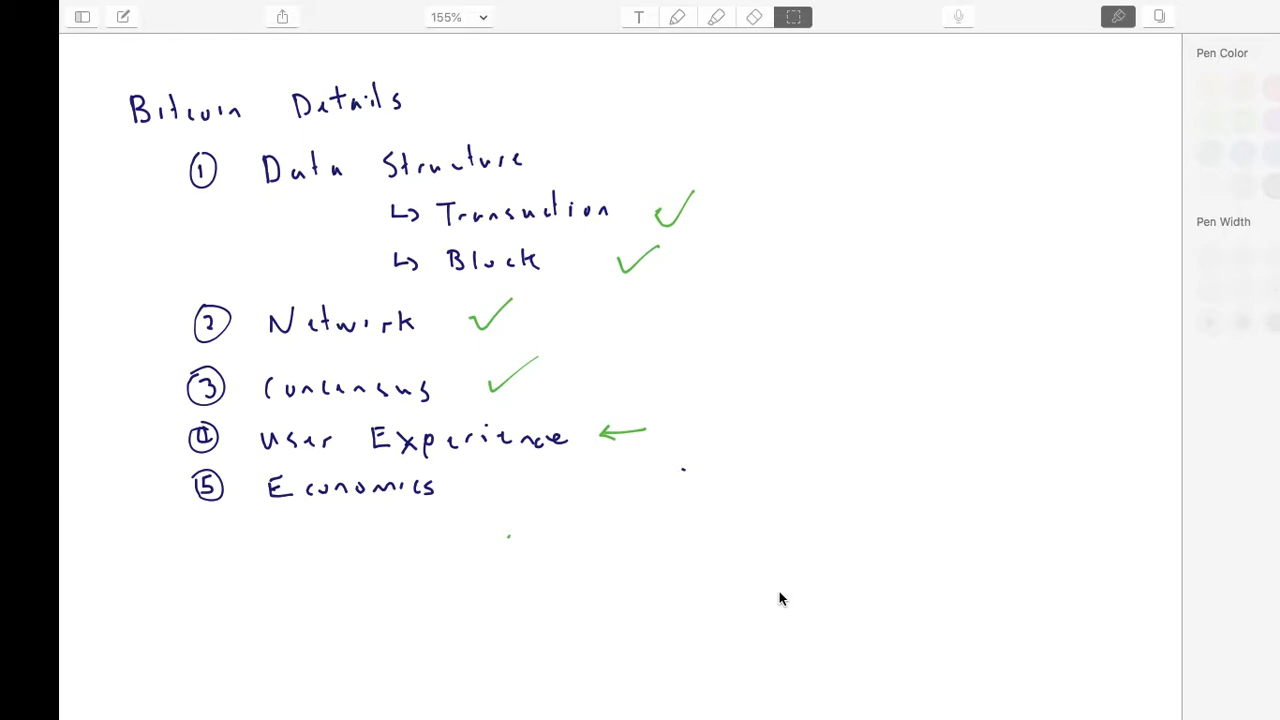 155%
T
Pen Color
Pen Width
Bitcoin Details
1 Data Structure
↳ Transaction ✓
↳ Block ✓
2 Network ✓
3 Concensus ✓
4 User Experience ←
5 Economics